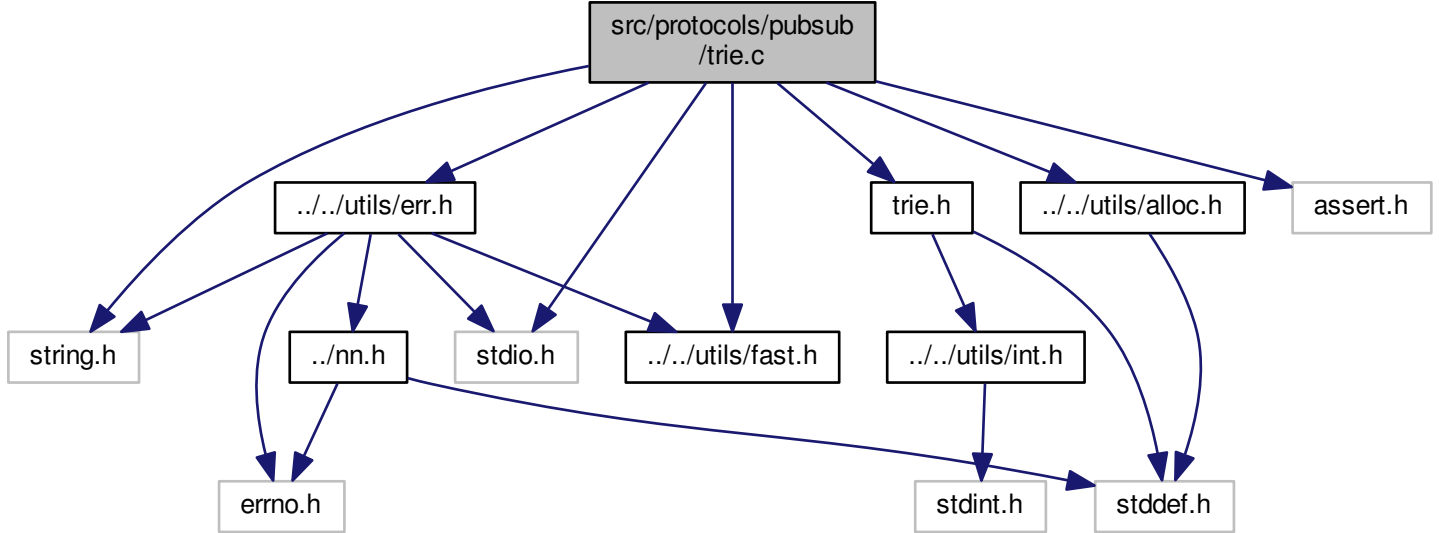 src/protocols/pubsub
/trie.c
../../utils/err.h
trie.h
../../utils/alloc.h
assert.h
string.h
../nn.h
stdio.h
../../utils/fast.h
../../utils/int.h
errno.h
stdint.h
stddef.h